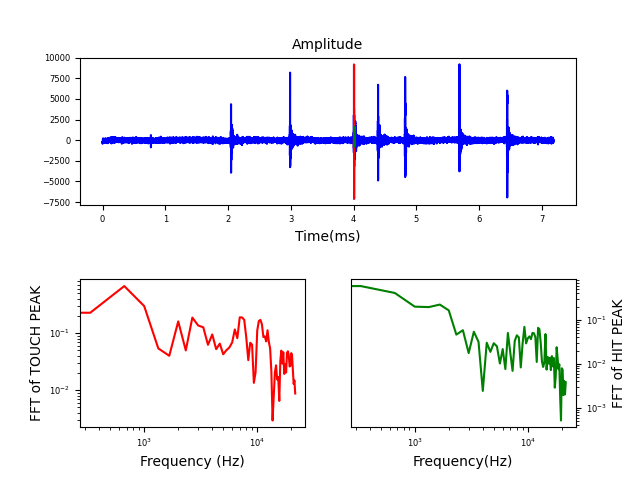 Amplitude
10000
7500
5000
2500
0
−2500
−5000
−7500
0 1 2 3 4 5 6 7
Time(ms)
FFT of TOUCH PEAK
10⁻¹
10⁻²
10³ 10⁴
Frequency (Hz)
10⁻¹
10⁻²
10⁻³
FFT of HIT PEAK
10³ 10⁴
Frequency(Hz)